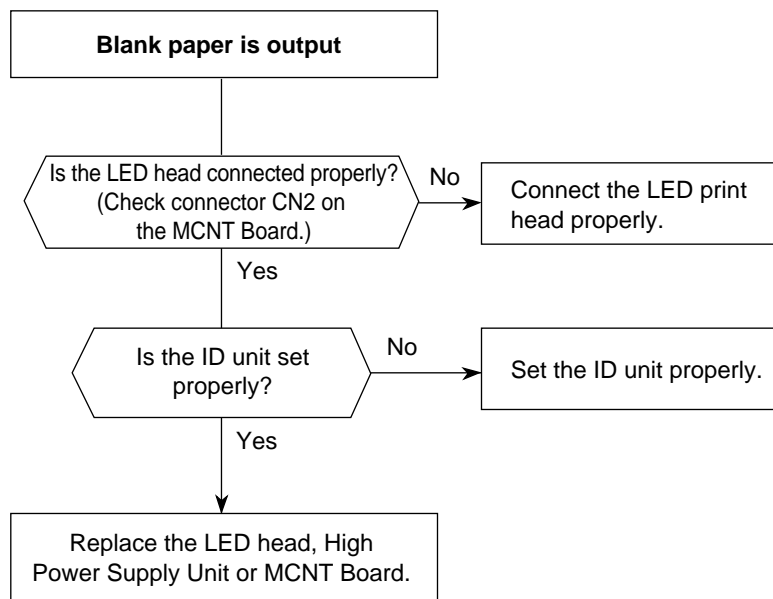 Blank paper is output
Is the LED head connected properly?
(Check connector CN2 on
the MCNT Board.)
No
Connect the LED print
head properly.
Yes
Is the ID unit set
properly?
No
Set the ID unit properly.
Yes
Replace the LED head, High
Power Supply Unit or MCNT Board.